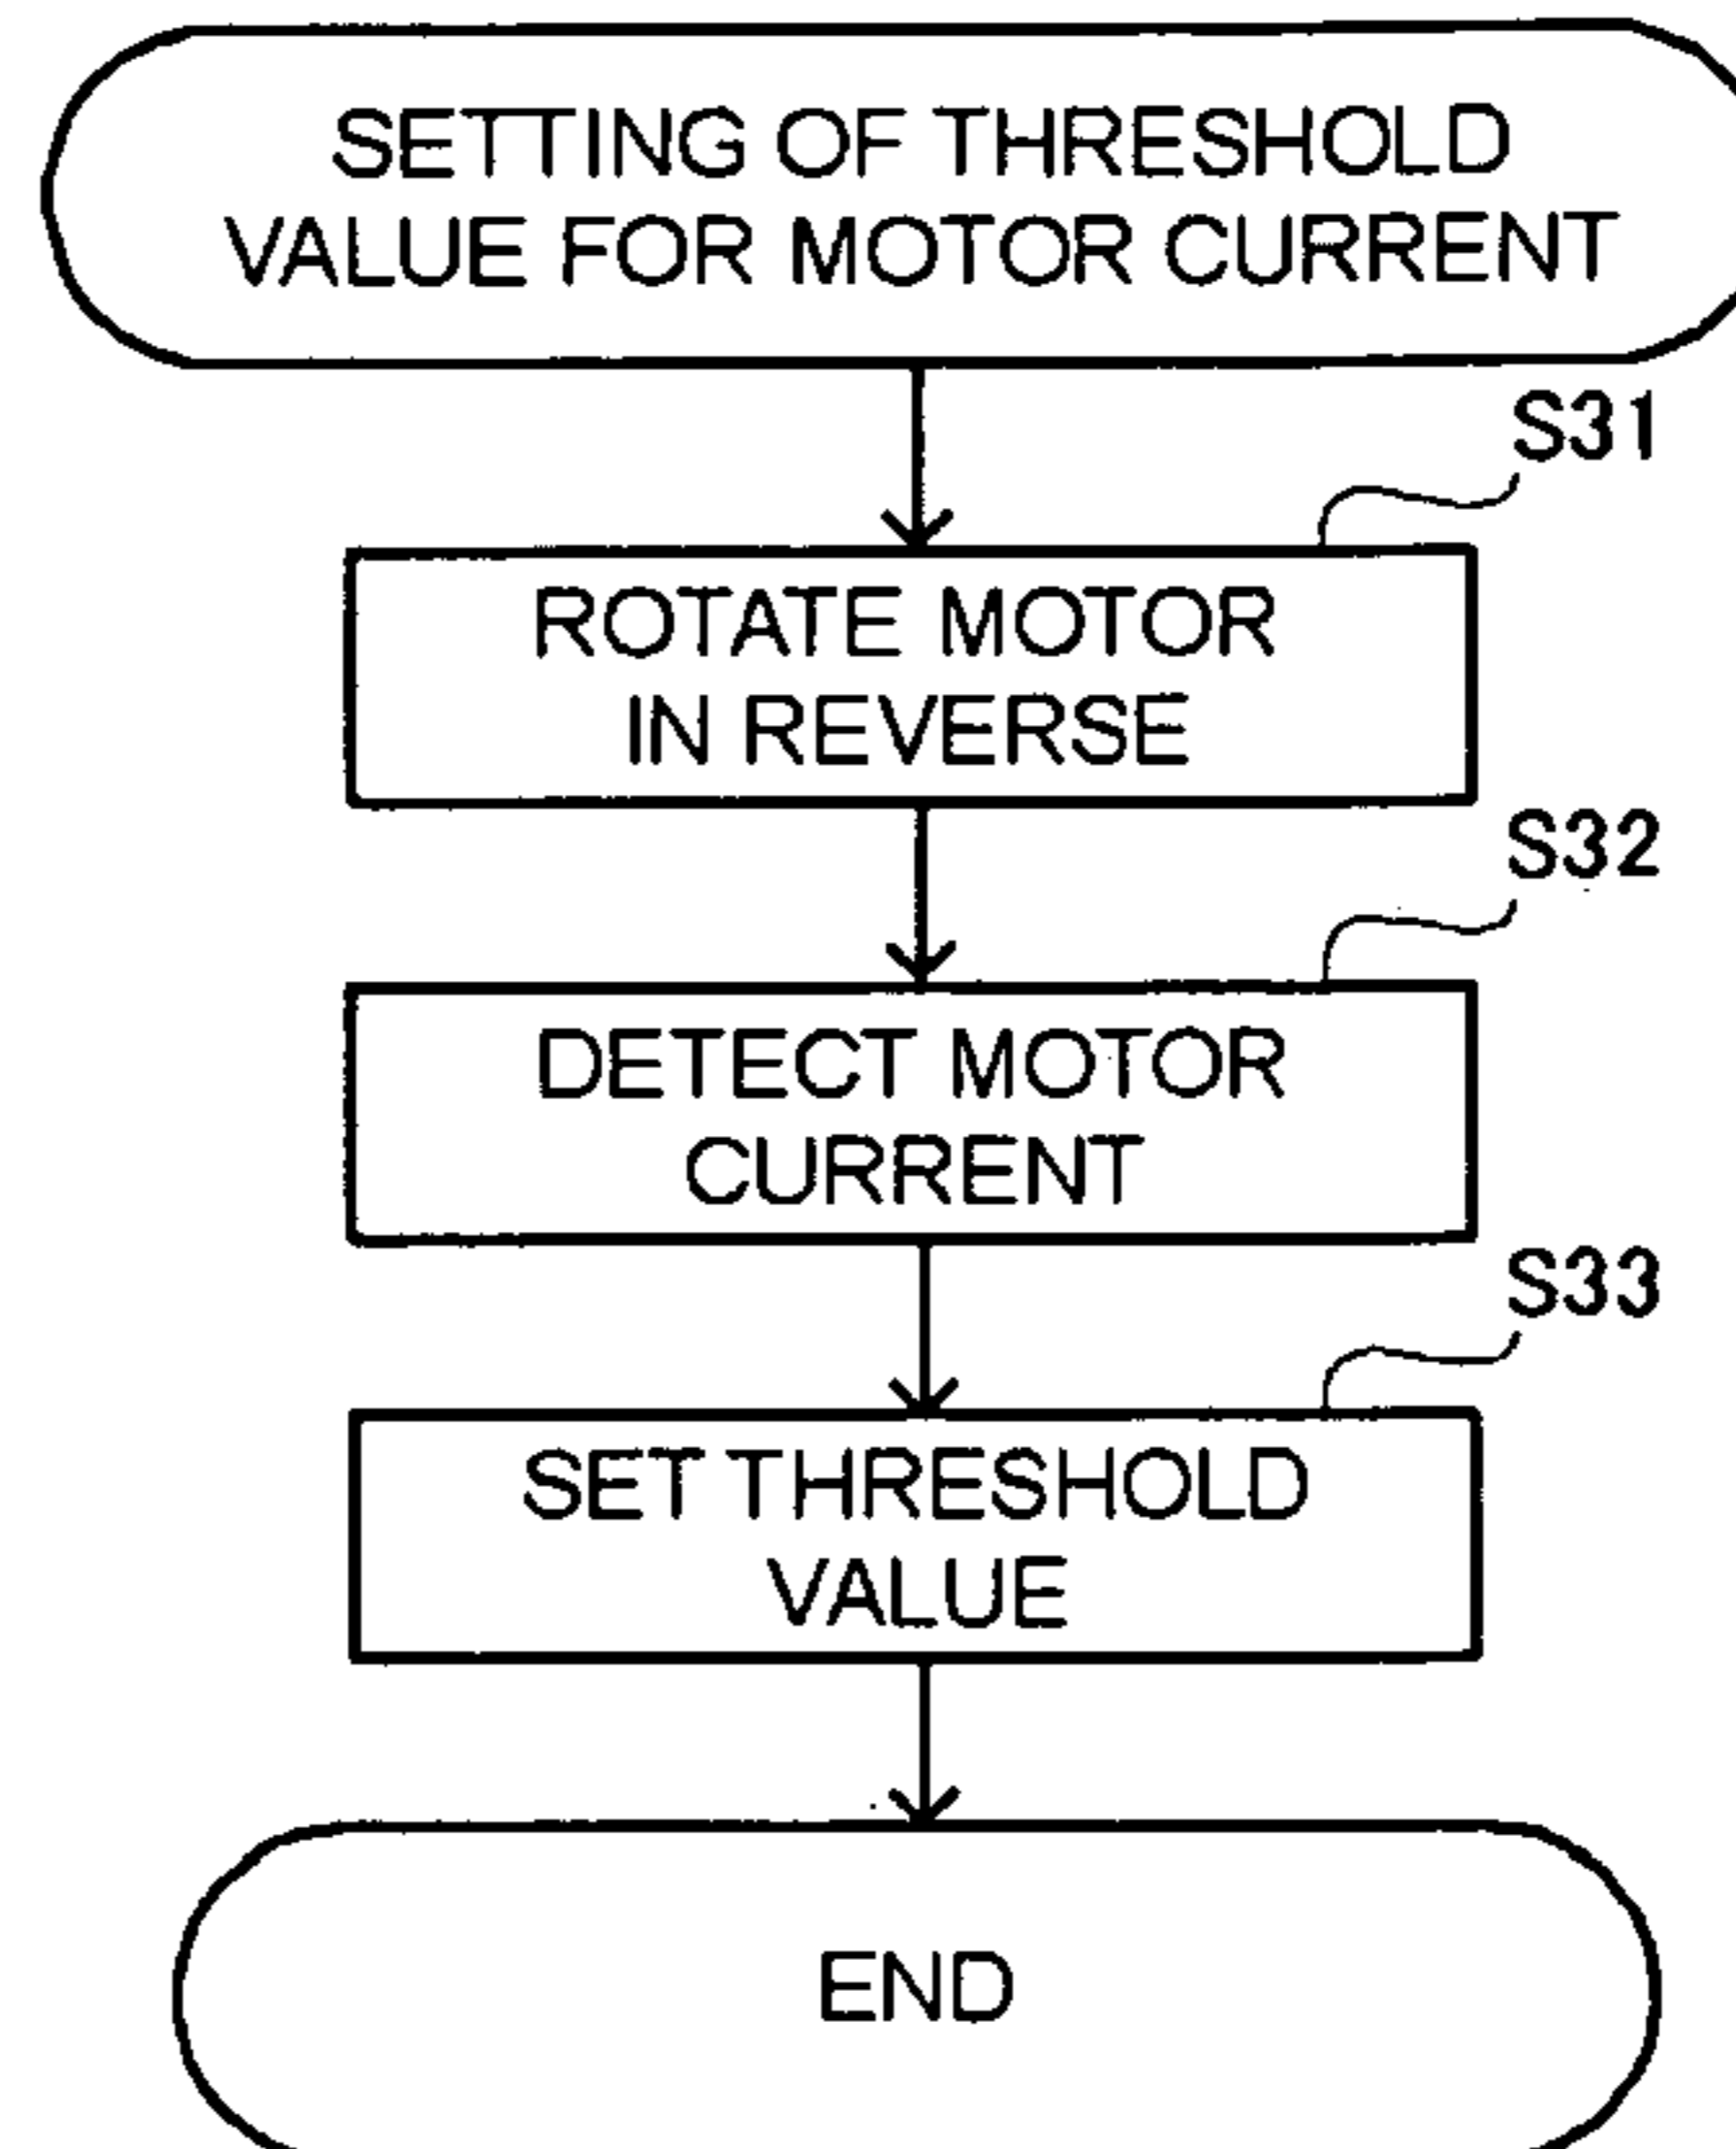 SETTING OF THRESHOLD
VALUE FOR MOTOR CURRENT
S31
ROTATE MOTOR
IN REVERSE
S32
DETECT MOTOR
CURRENT
S33
SET THRESHOLD
VALUE
END